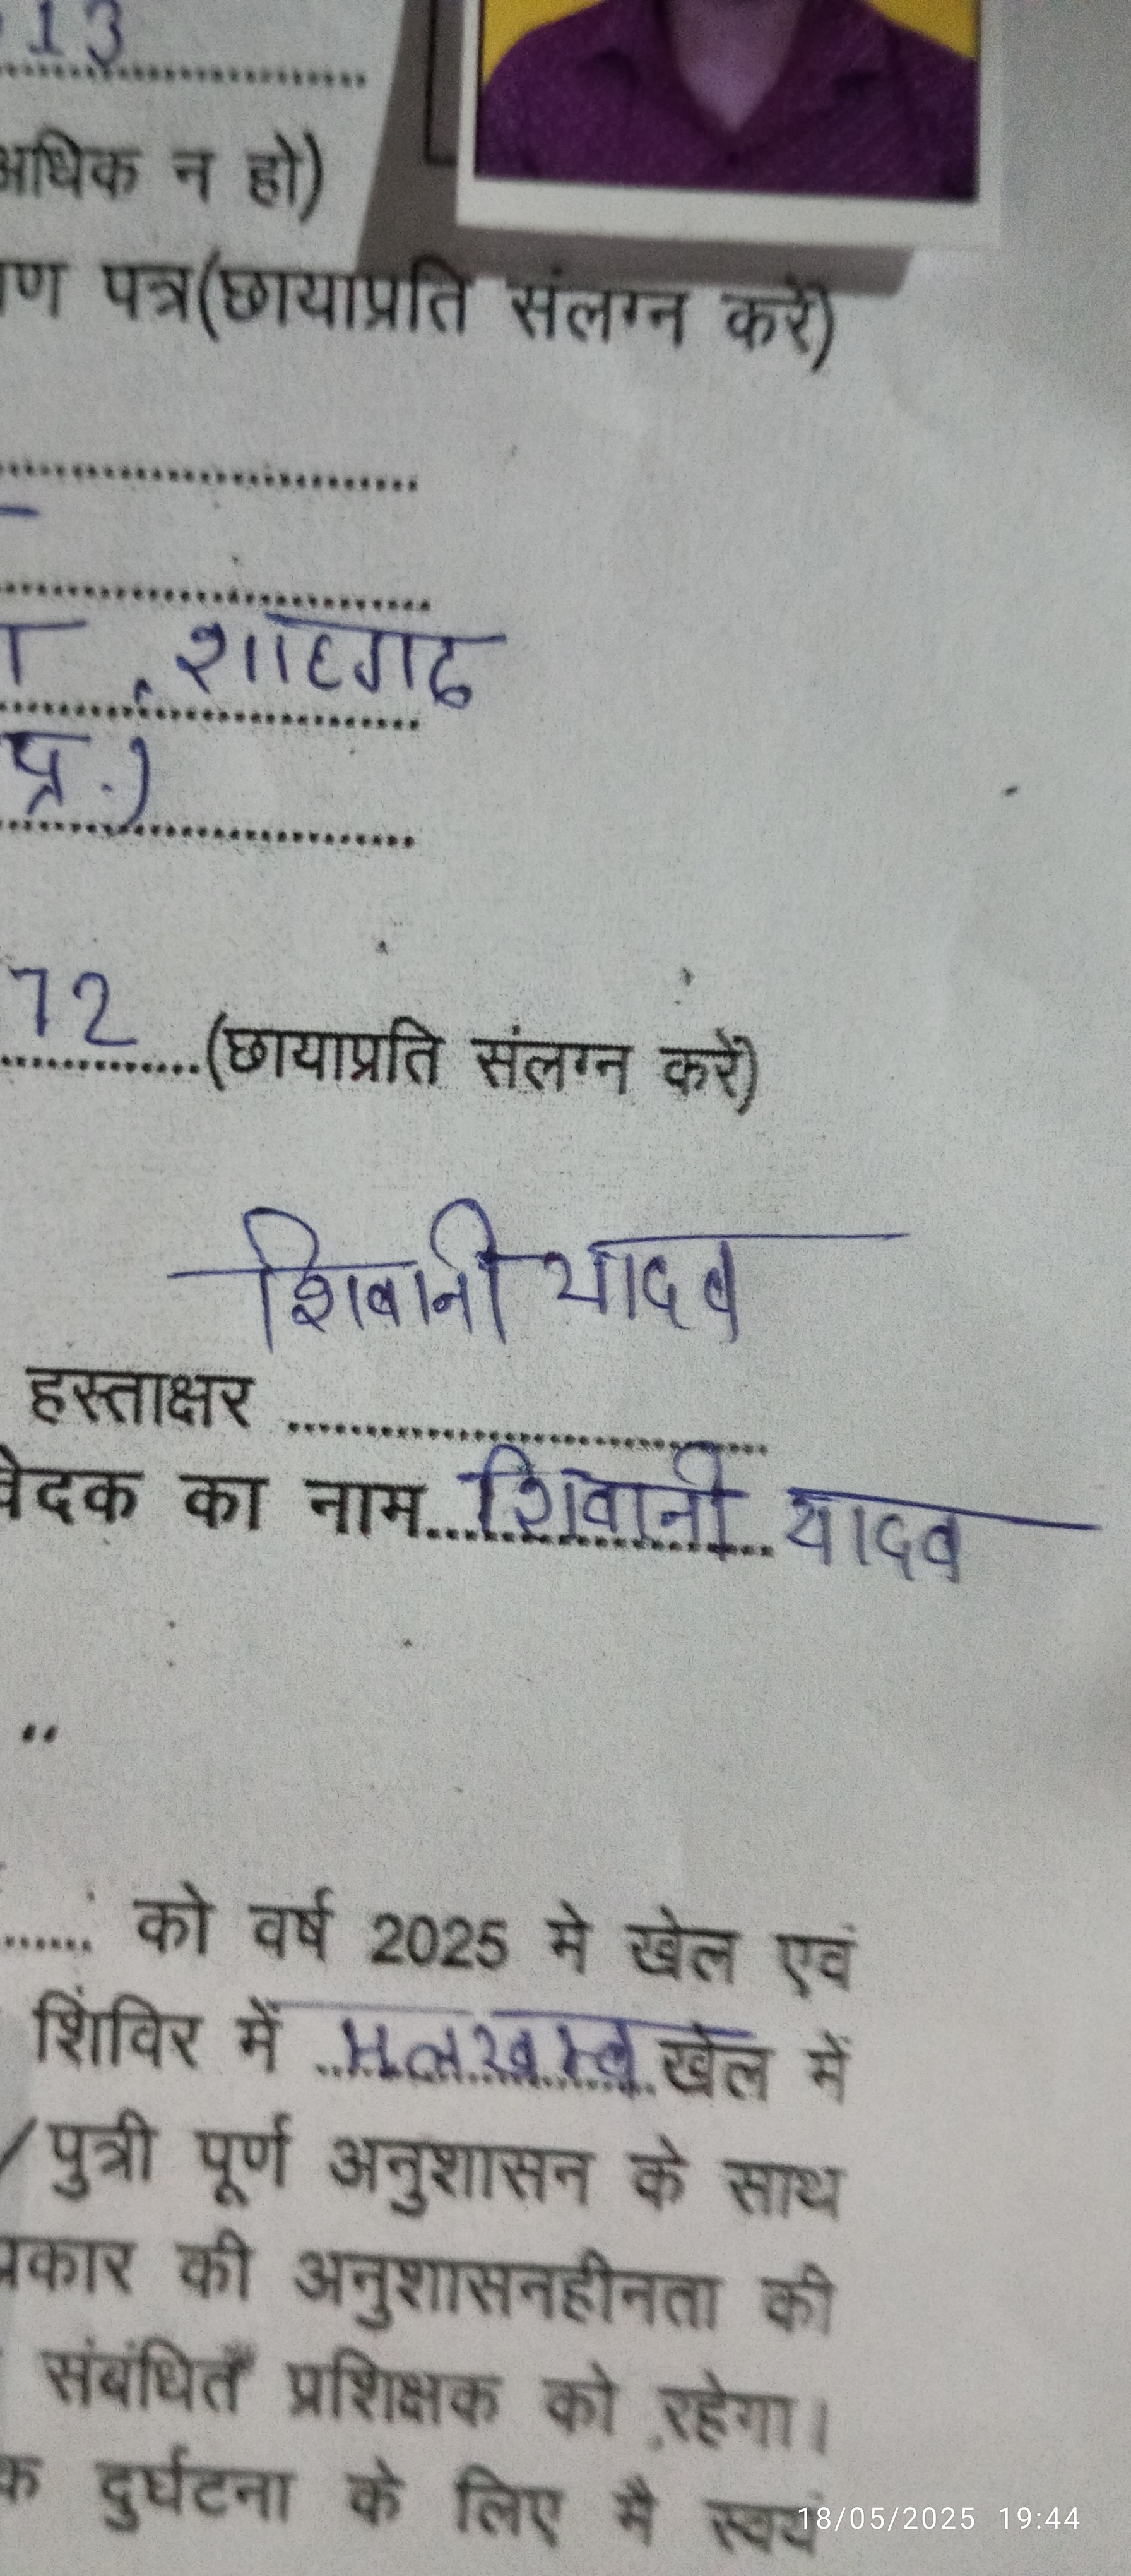 13
अधिक न हो)
ण पत्र(छायाप्रति संलग्न करें)
, शाहगढ
प्र.)
72 (छायाप्रति संलग्न करें)
शिवानी यादव
हस्ताक्षर
वेदक का नाम शिवानी यादव
"
को वर्ष 2025 मे खेल एवं
शिविर में मलखम्ब खेल में
/पुत्री पूर्ण अनुशासन के साथ
प्रकार की अनुशासनहीनता की
संबंधित प्रशिक्षक को रहेगा।
क दुर्घटना के लिए मै स्वयं
18/05/2025 19:44